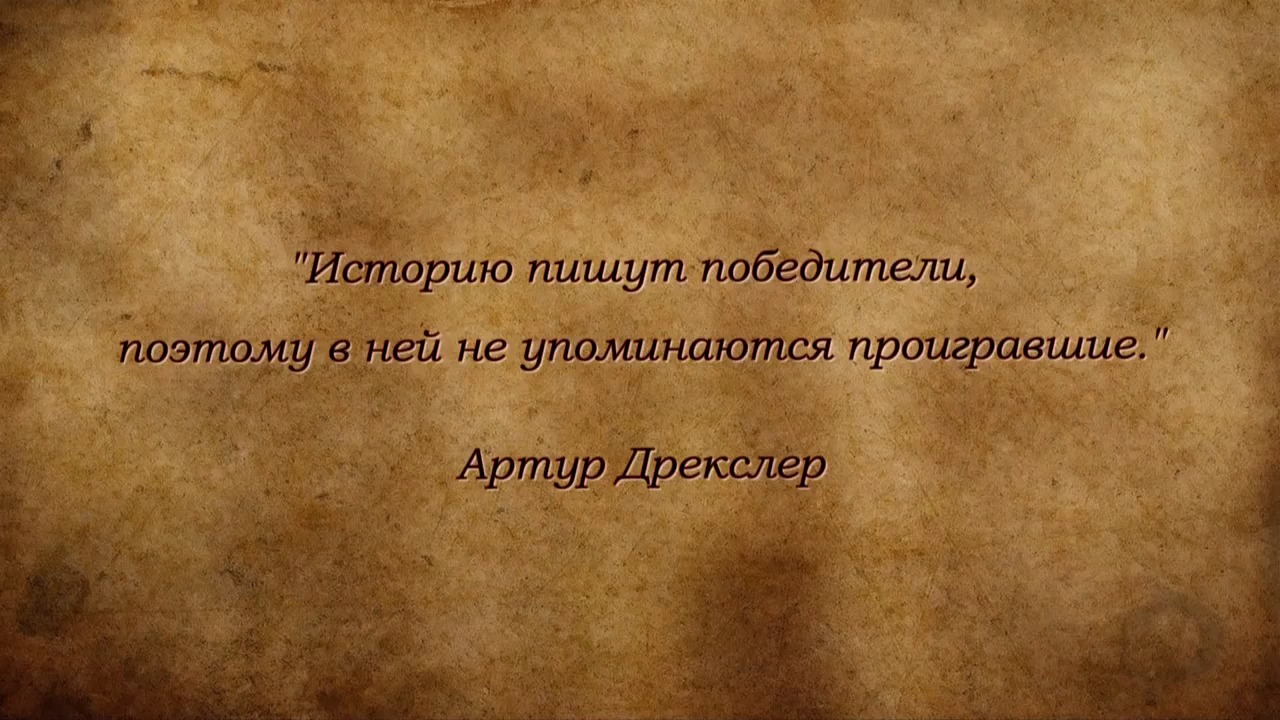 "Историю пишут победители,
поэтому в ней не упоминаются проигравшие."
Артур Дрекслер